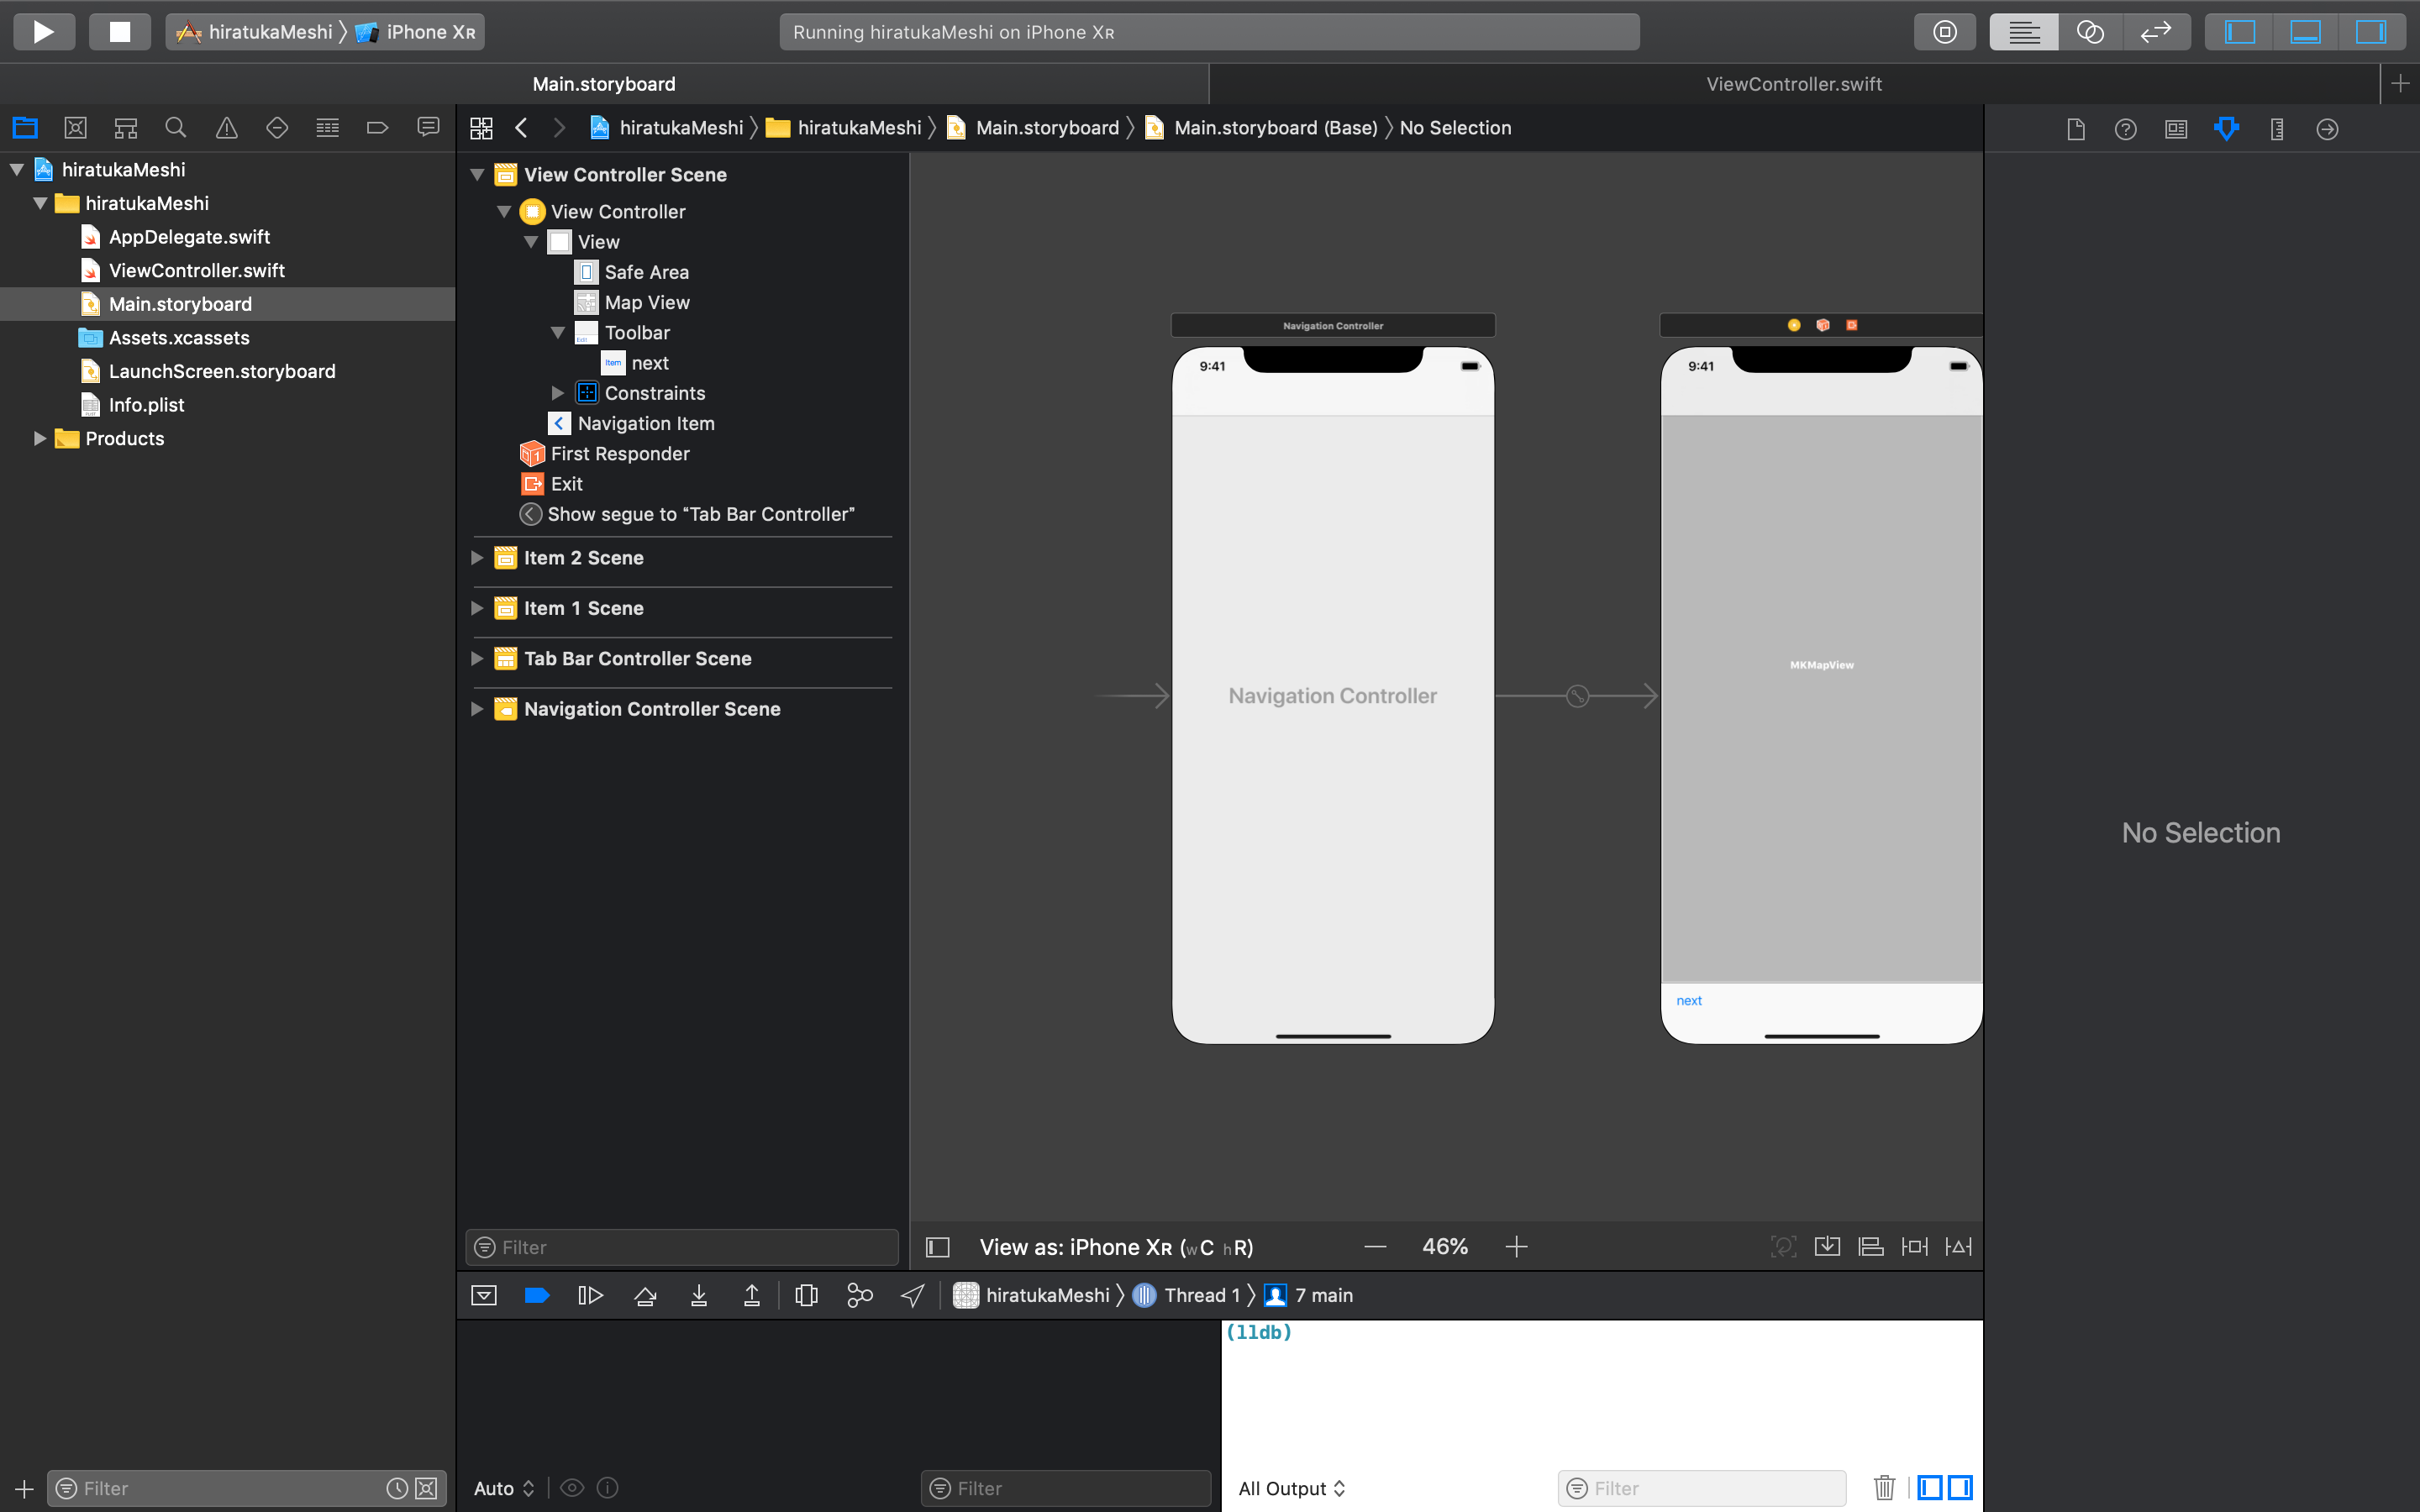 hiratukaMeshi 〉 iPhone XR
Running hiratukaMeshi on iPhone XR
Main.storyboard
ViewController.swift
hiratukaMeshi 〉 hiratukaMeshi 〉 Main.storyboard 〉 Main.storyboard (Base) 〉 No Selection
hiratukaMeshi
hiratukaMeshi
AppDelegate.swift
ViewController.swift
Main.storyboard
Assets.xcassets
LaunchScreen.storyboard
Info.plist
Products
View Controller Scene
View Controller
View
Safe Area
Map View
Toolbar
Item next
Constraints
Navigation Item
First Responder
Exit
Show segue to “Tab Bar Controller”
Item 2 Scene
Item 1 Scene
Tab Bar Controller Scene
Navigation Controller Scene
Navigation Controller
9:41
Navigation Controller
9:41
MKMapView
next
No Selection
Filter
View as: iPhone XR (wC hR)
46%
hiratukaMeshi 〉 Thread 1 〉 7 main
(lldb)
Filter
Auto
Filter
All Output
Filter